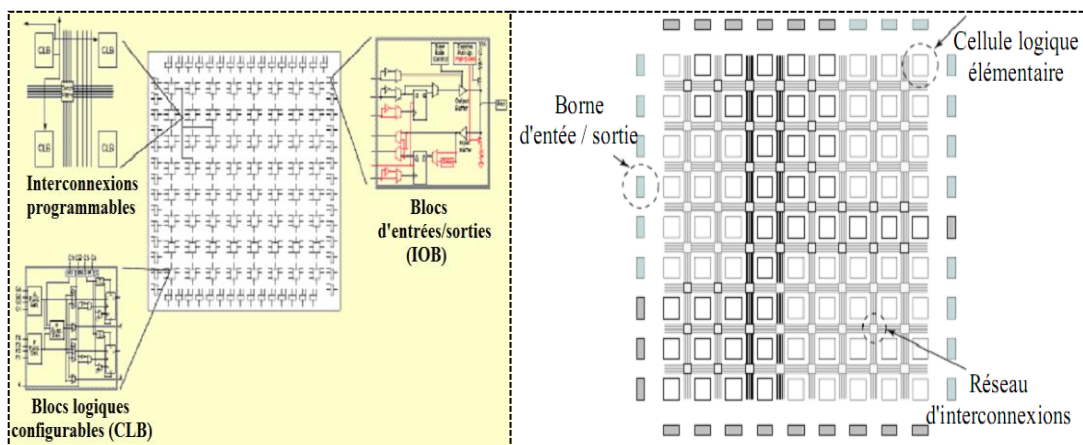 CLB
CLB
CLB
CLB
Interconnexions
programmables
Blocs
d'entrées/sorties
(IOB)
Blocs logiques
configurables (CLB)
Cellule logique
élémentaire
Borne
d'entée / sortie
Réseau
d'interconnexions